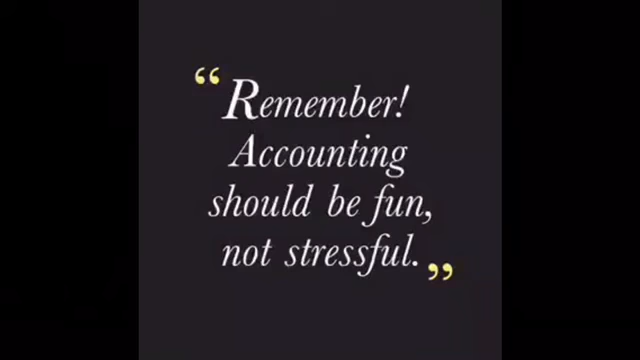 “Remember!
Accounting
should be fun,
not stressful.”